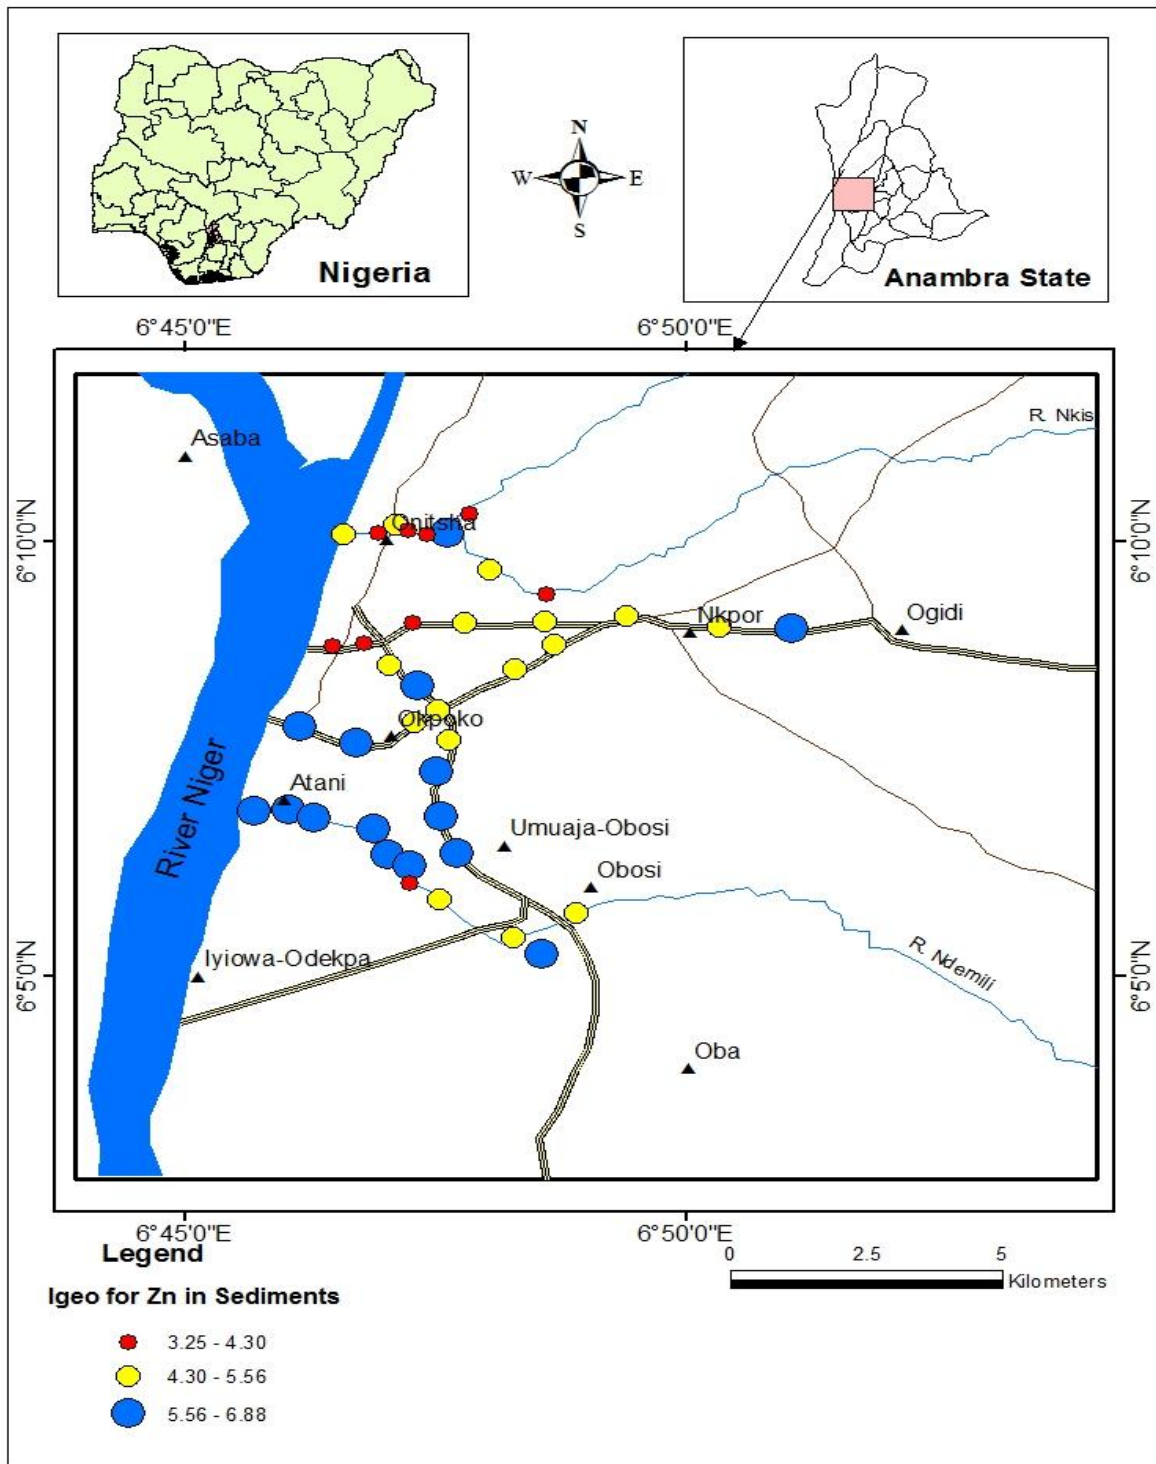 N
W E
S
Nigeria
Anambra State
6°45'0"E 6°50'0"E
R. Nkis
Asaba
Onitsha
6°10'0"N 6°10'0"N
Nkpor
Ogidi
Okpoko
Atani
River Niger
Umuaja-Obosi
Obosi
Iyiowa-Odekpa
R. Ndemili
6°5'0"N 6°5'0"N
Oba
6°45'0"E 6°50'0"E
Legend
0 2.5 5
Kilometers
Igeo for Zn in Sediments
3.25 - 4.30
4.30 - 5.56
5.56 - 6.88